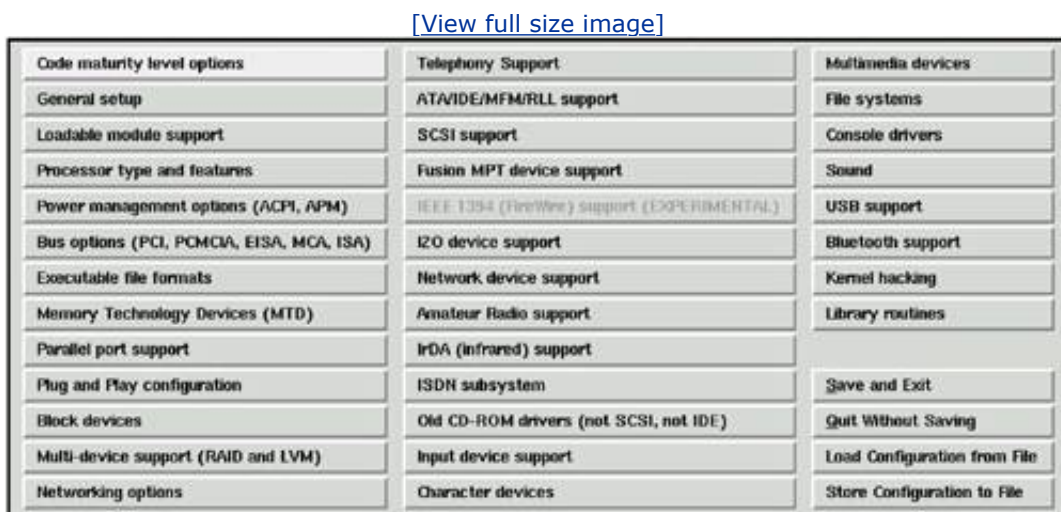 [View full size image]
Code maturity level options
General setup
Loadable module support
Processor type and features
Power management options (ACPI, APM)
Bus options (PCI, PCMCIA, EISA, MCA, ISA)
Executable file formats
Memory Technology Devices (MTD)
Parallel port support
Plug and Play configuration
Block devices
Multi-device support (RAID and LVM)
Networking options
Telephony Support
ATA/IDE/MFM/RLL support
SCSI support
Fusion MPT device support
IEEE 1394 (FireWire) support (EXPERIMENTAL)
I2O device support
Network device support
Amateur Radio support
IrDA (infrared) support
ISDN subsystem
Old CD-ROM drivers (not SCSI, not IDE)
Input device support
Character devices
Multimedia devices
File systems
Console drivers
Sound
USB support
Bluetooth support
Kernel hacking
Library routines
Save and Exit
Quit Without Saving
Load Configuration from File
Store Configuration to File